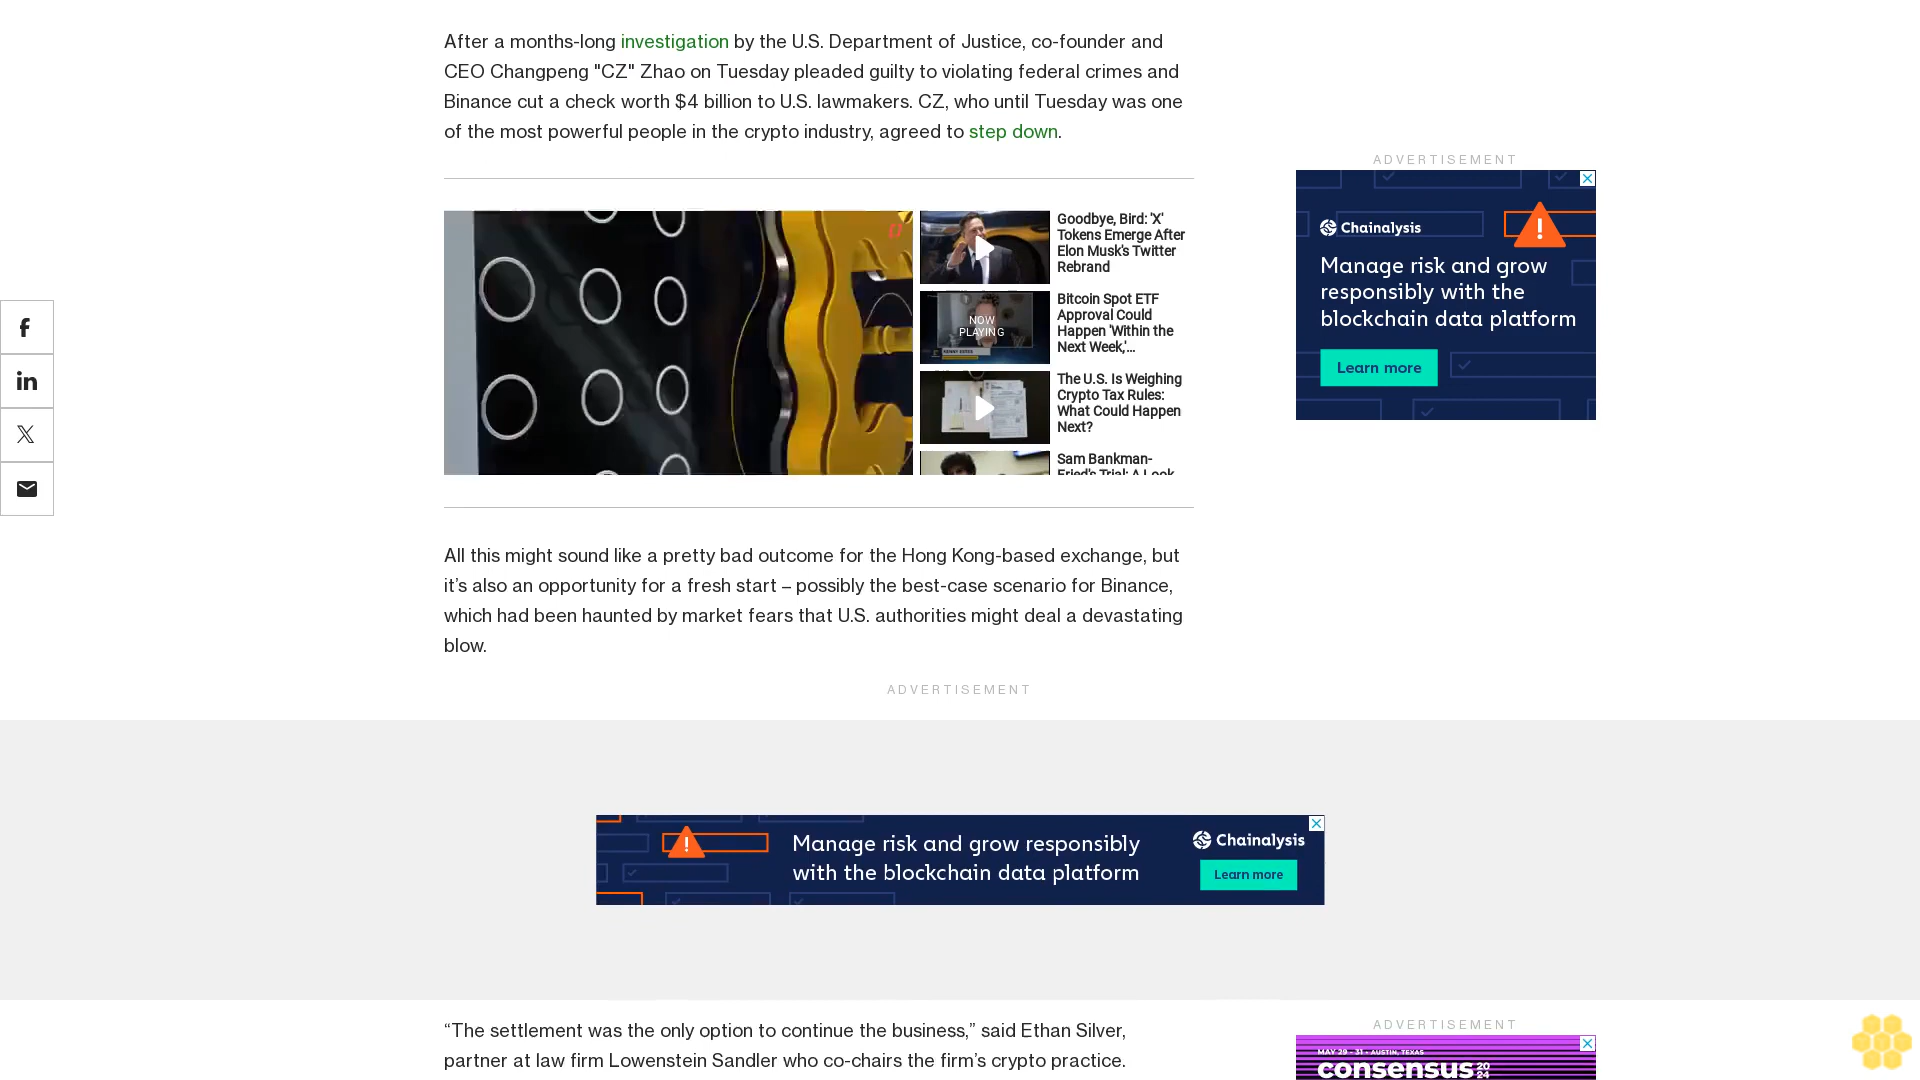 After a months-long investigation by the U.S. Department of Justice, co-founder and
CEO Changpeng "CZ" Zhao on Tuesday pleaded guilty to violating federal crimes and
Binance cut a check worth $4 billion to U.S. lawmakers. CZ, who until Tuesday was one
of the most powerful people in the crypto industry, agreed to step down.
ADVERTISEMENT
Chainalysis
Manage risk and grow
responsibly with the
blockchain data platform
Learn more
Goodbye, Bird: 'X'
Tokens Emerge After
Elon Musk's Twitter
Rebrand
NOW
PLAYING
Bitcoin Spot ETF
Approval Could
Happen 'Within the
Next Week,'...
The U.S. Is Weighing
Crypto Tax Rules:
What Could Happen
Next?
Sam Bankman-
Fried's Trial: A Look
All this might sound like a pretty bad outcome for the Hong Kong-based exchange, but
it’s also an opportunity for a fresh start – possibly the best-case scenario for Binance,
which had been haunted by market fears that U.S. authorities might deal a devastating
blow.
ADVERTISEMENT
Manage risk and grow responsibly
with the blockchain data platform
Chainalysis
Learn more
“The settlement was the only option to continue the business,” said Ethan Silver,
partner at law firm Lowenstein Sandler who co-chairs the firm’s crypto practice.
ADVERTISEMENT
MAY 29 - 31 • AUSTIN, TEXAS
consensus 20
24